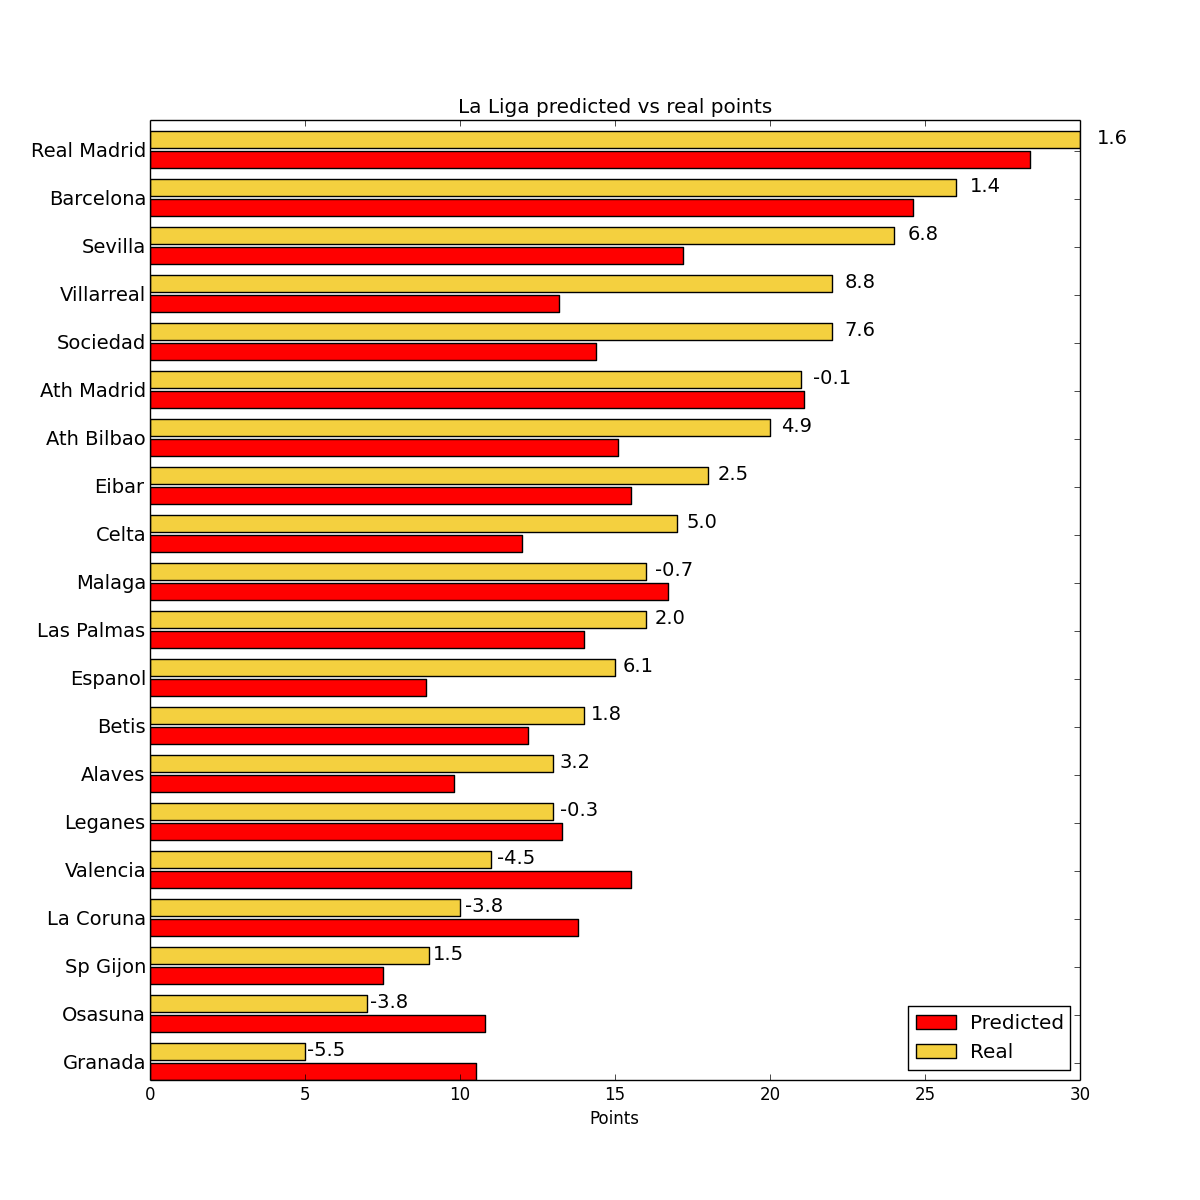 La Liga predicted vs real points
Real Madrid 1.6
Barcelona 1.4
Sevilla 6.8
Villarreal 8.8
Sociedad 7.6
Ath Madrid -0.1
Ath Bilbao 4.9
Eibar 2.5
Celta 5.0
Malaga -0.7
Las Palmas 2.0
Espanol 6.1
Betis 1.8
Alaves 3.2
Leganes -0.3
Valencia -4.5
La Coruna -3.8
Sp Gijon 1.5
Osasuna -3.8
Granada -5.5
Predicted
Real
0 5 10 15 20 25 30
Points